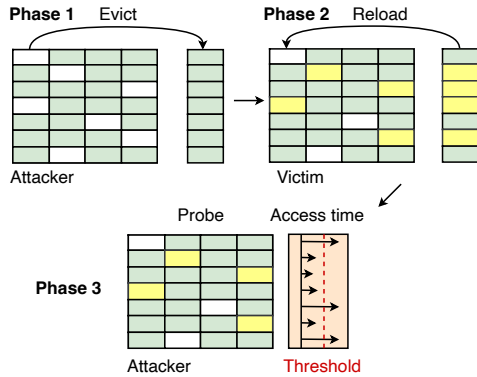 Phase 1 Evict
Phase 2 Reload
Attacker
Victim
Probe
Access time
Phase 3
Attacker
Threshold